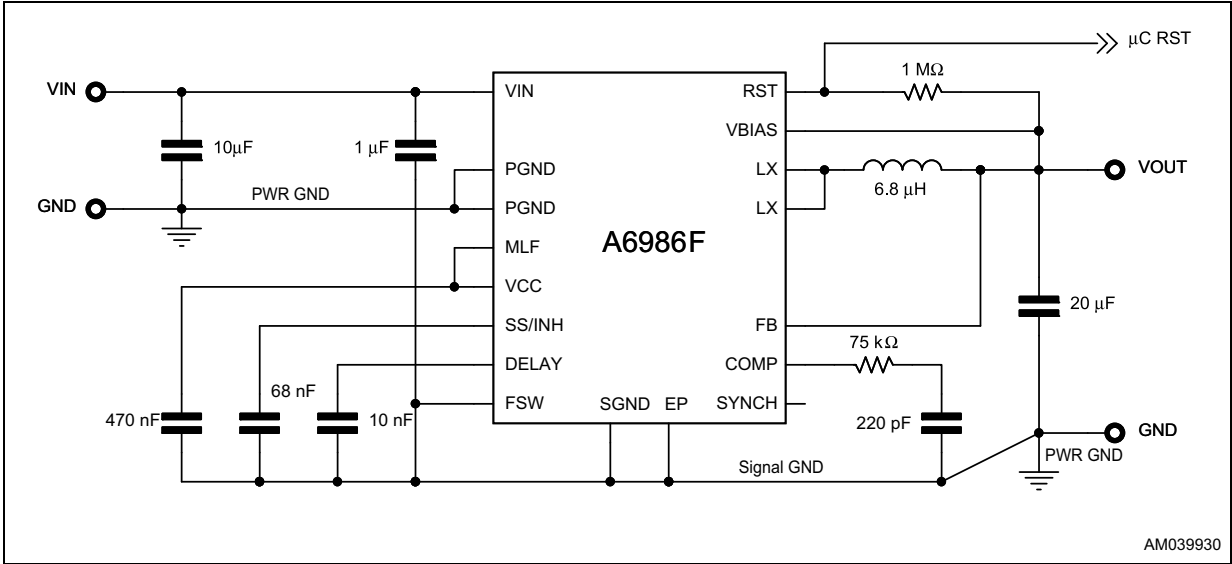 μC RST
1 MΩ
VIN
VIN
RST
VBIAS
10μF
1 μF
PGND
LX
VOUT
6.8 μH
GND
PWR GND
PGND
LX
A6986F
MLF
VCC
20 μF
SS/INH
FB
75 kΩ
DELAY
COMP
68 nF
470 nF
10 nF
FSW
SGND
EP
SYNCH
220 pF
GND
PWR GND
Signal GND
AM039930